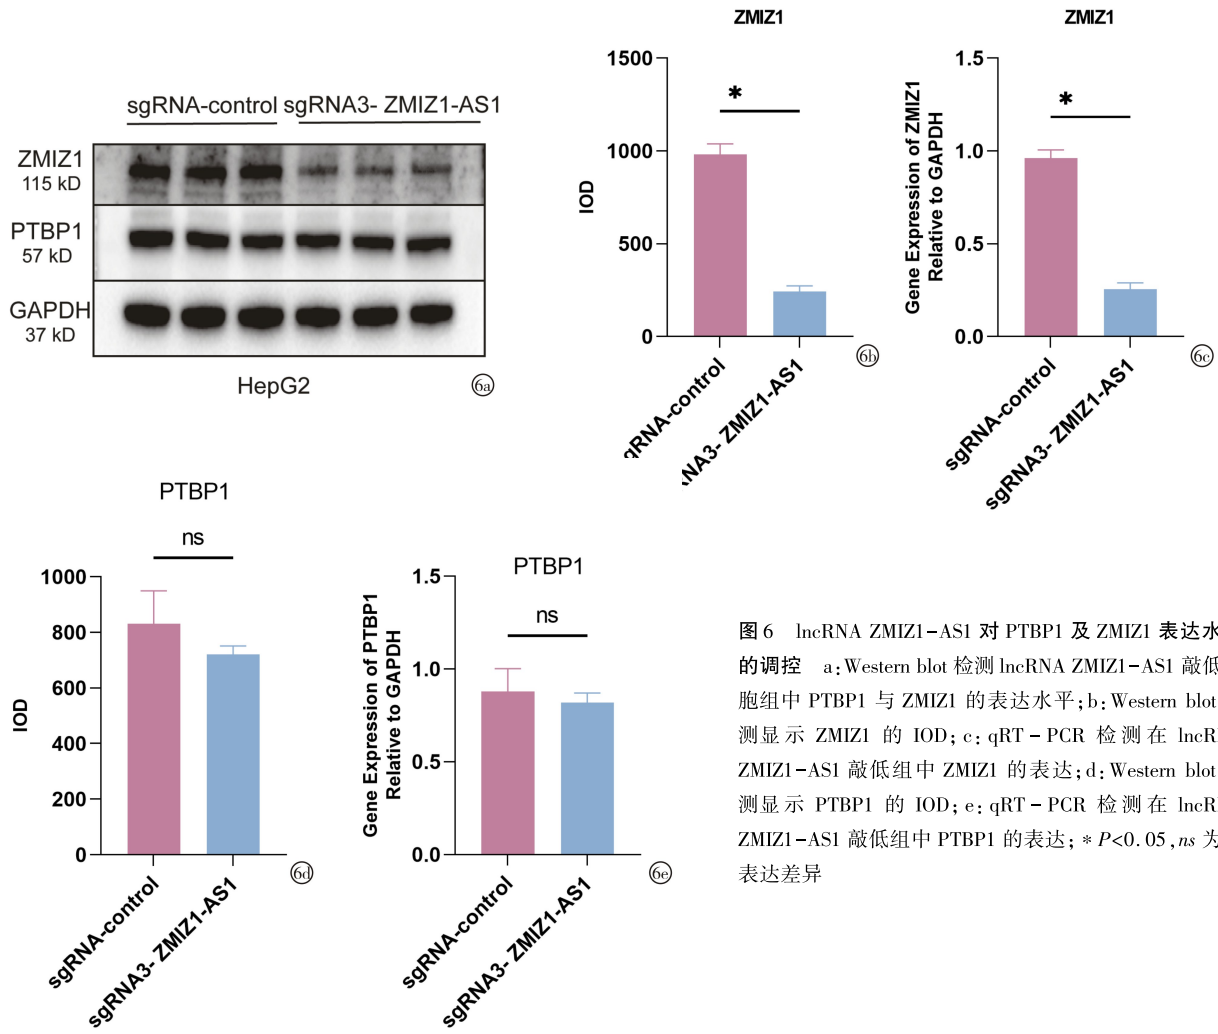 sgRNA-control sgRNA3- ZMIZ1-AS1
ZMIZ1
115 kD
PTBP1
57 kD
GAPDH
37 kD
HepG2
6a
ZMIZ1
1500
1000
500
0
IOD
*
gRNA-control
NA3- ZMIZ1-AS1
6b
ZMIZ1
1.5
1.0
0.5
0.0
Gene Expression of ZMIZ1
Relative to GAPDH
*
sgRNA-control
sgRNA3- ZMIZ1-AS1
6c
PTBP1
ns
1000
800
600
400
200
0
IOD
sgRNA-control
sgRNA3- ZMIZ1-AS1
6d
PTBP1
ns
1.5
1.0
0.5
0.0
Gene Expression of PTBP1
Relative to GAPDH
sgRNA-control
sgRNA3- ZMIZ1-AS1
6e
图6 lncRNA ZMIZ1-AS1 对 PTBP1 及 ZMIZ1 表达水
的调控 a:Western blot 检测 lncRNA ZMIZ1-AS1 敲低
胞组中 PTBP1 与 ZMIZ1 的表达水平;b:Western blot
测显示 ZMIZ1 的 IOD;c:qRT-PCR 检测在 lncR
ZMIZ1-AS1 敲低组中 ZMIZ1 的表达;d:Western blot
测显示 PTBP1 的 IOD;e:qRT-PCR 检测在 lncR
ZMIZ1-AS1 敲低组中 PTBP1 的表达;*P<0.05,ns 为
表达差异